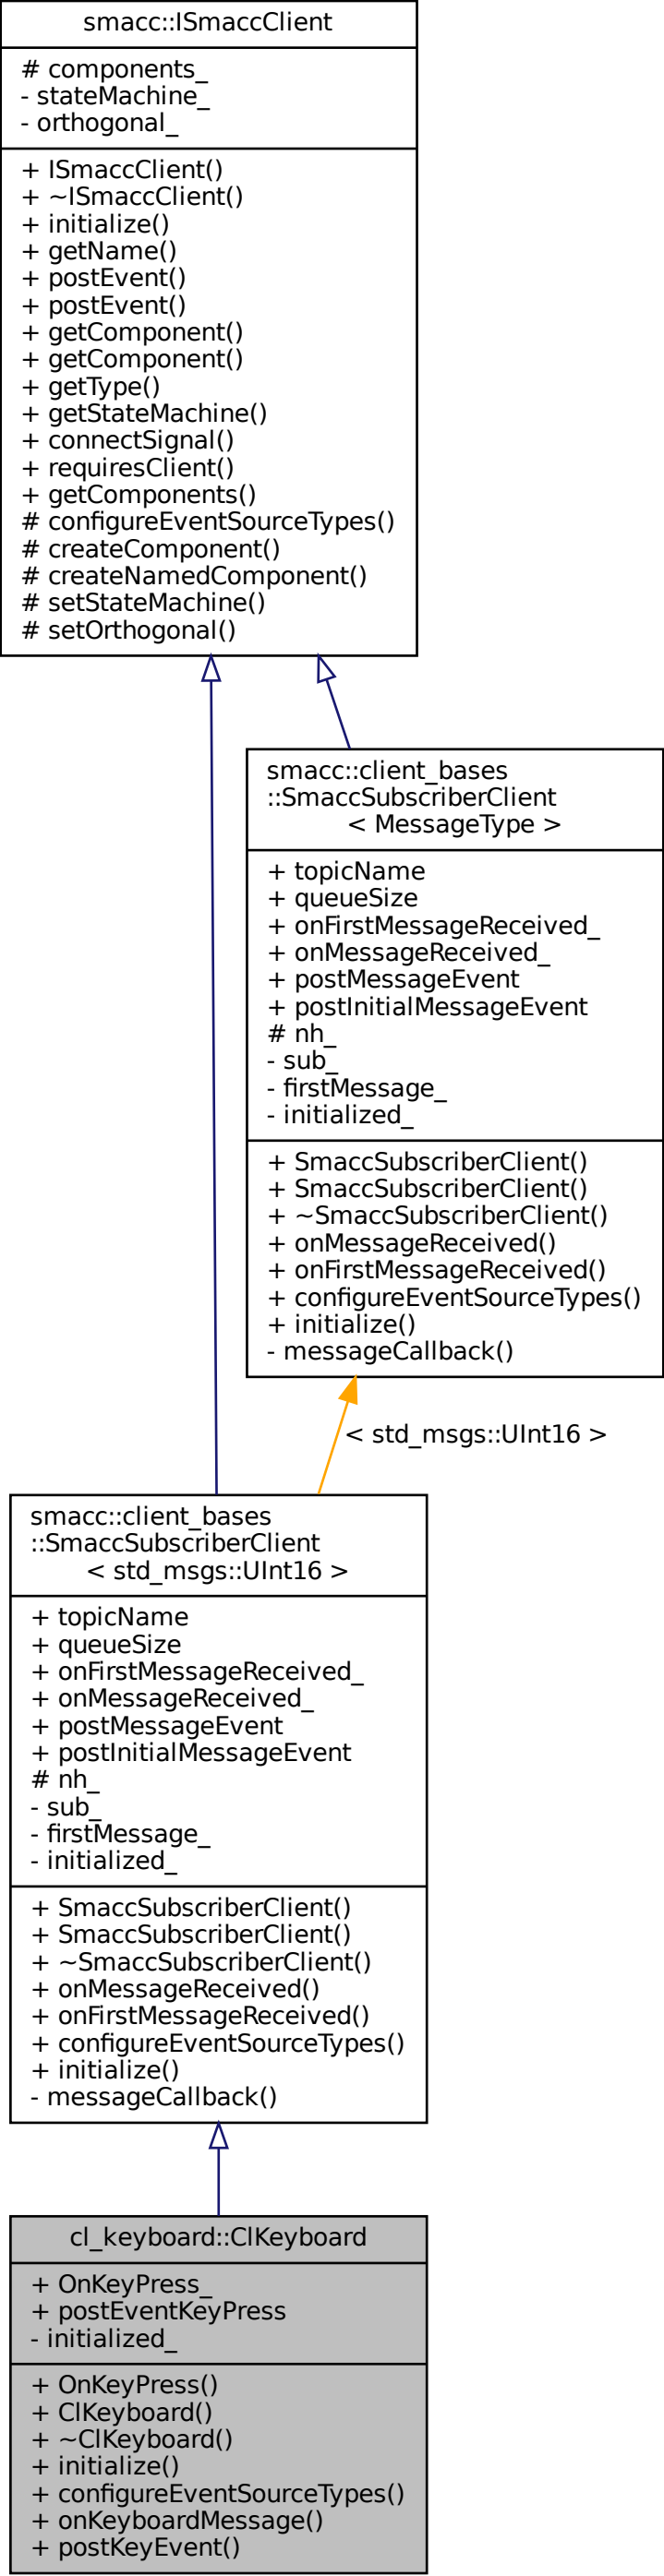 smacc::ISmaccClient
# components_
- stateMachine_
- orthogonal_
+ ISmaccClient()
+ ~ISmaccClient()
+ initialize()
+ getName()
+ postEvent()
+ postEvent()
+ getComponent()
+ getComponent()
+ getType()
+ getStateMachine()
+ connectSignal()
+ requiresClient()
+ getComponents()
# configureEventSourceTypes()
# createComponent()
# createNamedComponent()
# setStateMachine()
# setOrthogonal()
smacc::client_bases
::SmaccSubscriberClient
< MessageType >
+ topicName
+ queueSize
+ onFirstMessageReceived_
+ onMessageReceived_
+ postMessageEvent
+ postInitialMessageEvent
# nh_
- sub_
- firstMessage_
- initialized_
+ SmaccSubscriberClient()
+ SmaccSubscriberClient()
+ ~SmaccSubscriberClient()
+ onMessageReceived()
+ onFirstMessageReceived()
+ configureEventSourceTypes()
+ initialize()
- messageCallback()
< std_msgs::UInt16 >
smacc::client_bases
::SmaccSubscriberClient
< std_msgs::UInt16 >
+ topicName
+ queueSize
+ onFirstMessageReceived_
+ onMessageReceived_
+ postMessageEvent
+ postInitialMessageEvent
# nh_
- sub_
- firstMessage_
- initialized_
+ SmaccSubscriberClient()
+ SmaccSubscriberClient()
+ ~SmaccSubscriberClient()
+ onMessageReceived()
+ onFirstMessageReceived()
+ configureEventSourceTypes()
+ initialize()
- messageCallback()
cl_keyboard::ClKeyboard
+ OnKeyPress_
+ postEventKeyPress
- initialized_
+ OnKeyPress()
+ ClKeyboard()
+ ~ClKeyboard()
+ initialize()
+ configureEventSourceTypes()
+ onKeyboardMessage()
+ postKeyEvent()